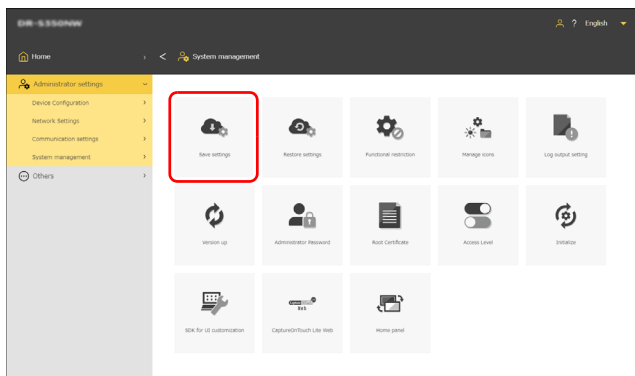 English
Home
System management
Administrator settings
Device Configuration
Network Settings
Communication settings
System management
Others
Save settings
Restore settings
Functional restriction
Manage icons
Log output setting
Version up
Administrator Password
Root Certificate
Access Level
Initialize
SDK for UI customization
CaptureOnTouch Lite Web
Home panel